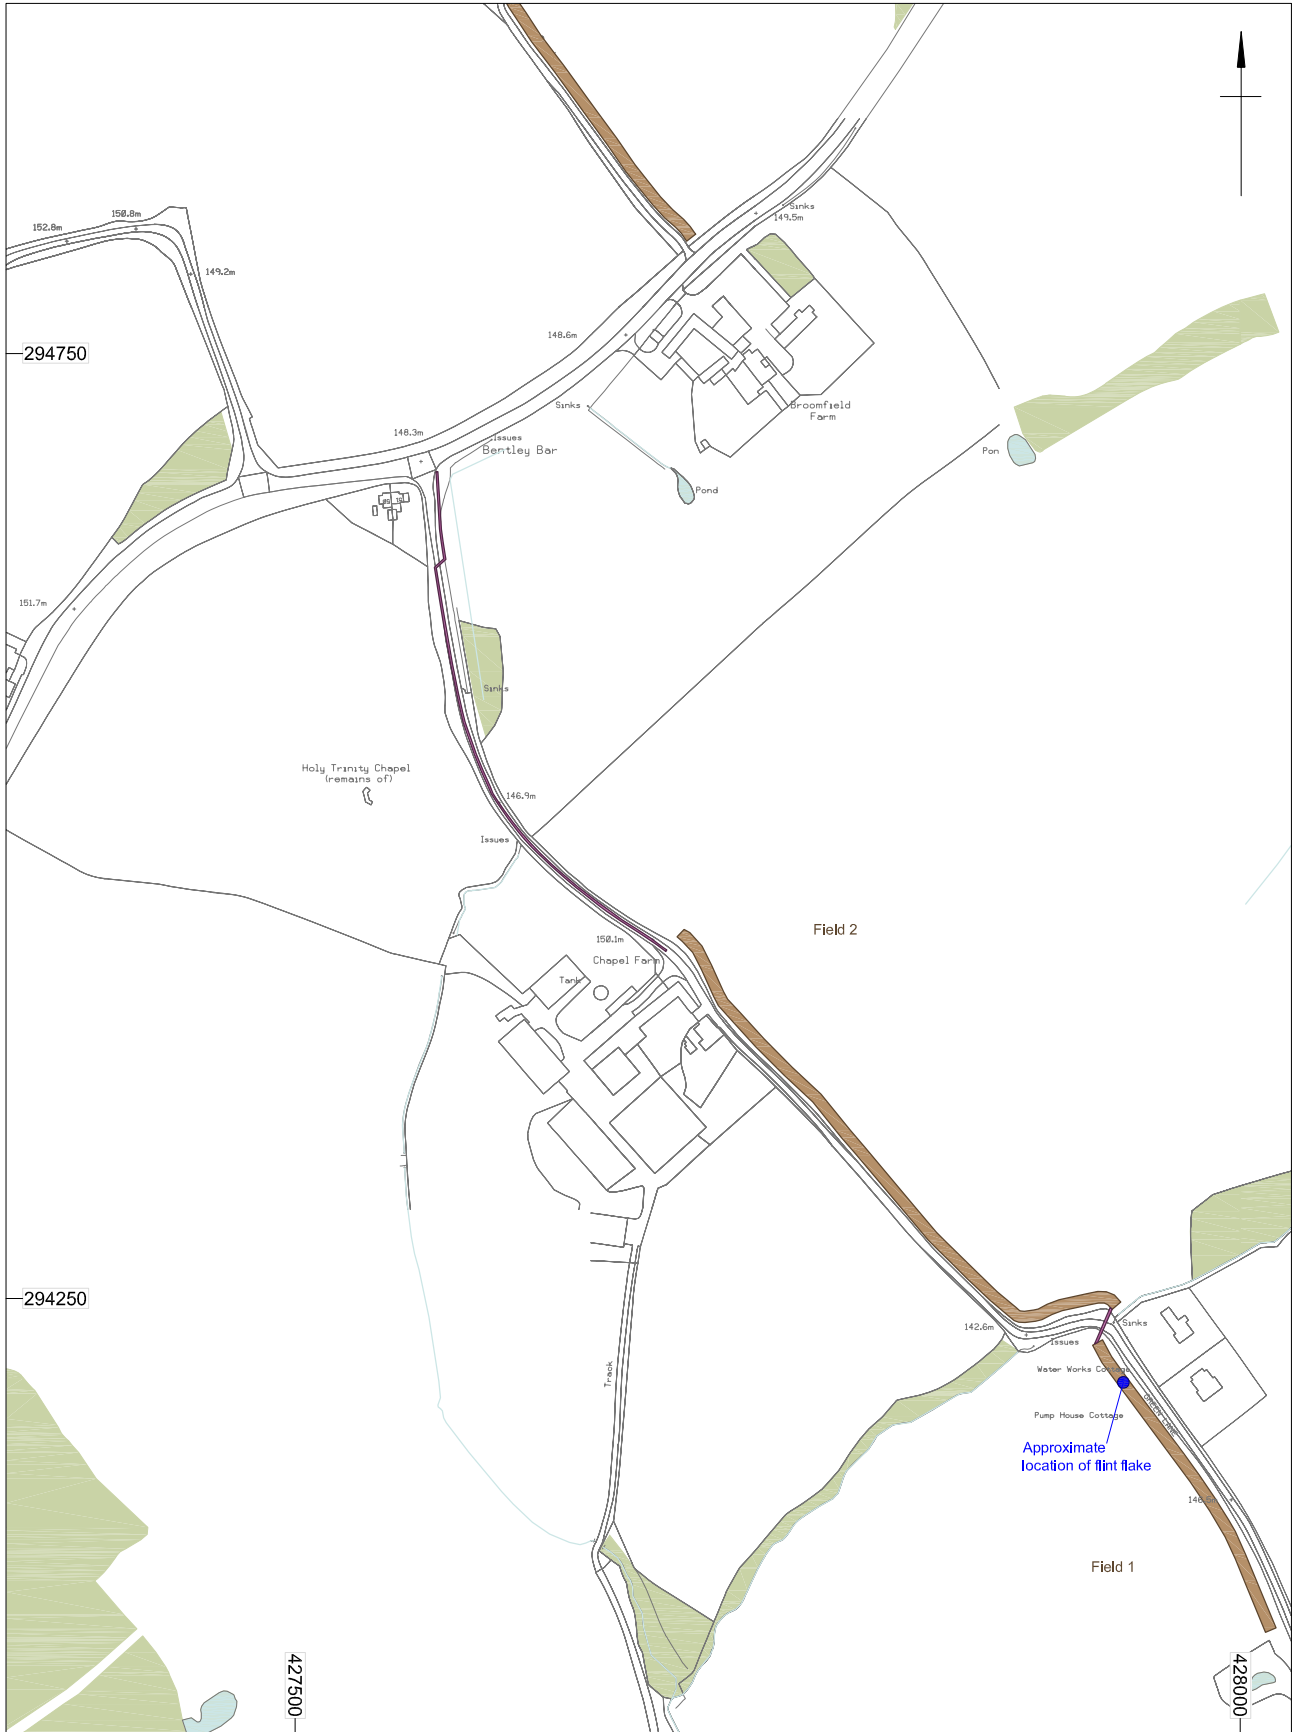 Sinks
149.5m
150.8m
152.8m
149.2m
148.6m
294750
Sinks
Broomfield
Farm
148.3m
Issues
Bentley Bar
Pon
Pond
151.7m
Sinks
Holy Trinity Chapel
(remains of)
146.9m
Issues
Field 2
150.1m
Chapel Farm
Tank
294250
142.6m
Sinks
Issues
Water Works Cottage
Track
GREEN LANE
Pump House Cottage
Approximate
location of flint flake
Field 1
427500
428000